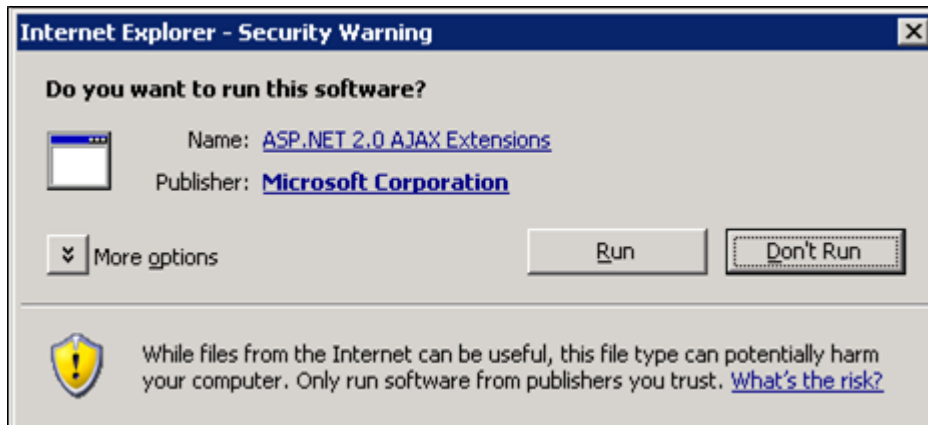 Internet Explorer - Security Warning
Do you want to run this software?
Name: ASP.NET 2.0 AJAX Extensions
Publisher: Microsoft Corporation
More options
Run
Don't Run
While files from the Internet can be useful, this file type can potentially harm
your computer. Only run software from publishers you trust. What's the risk?